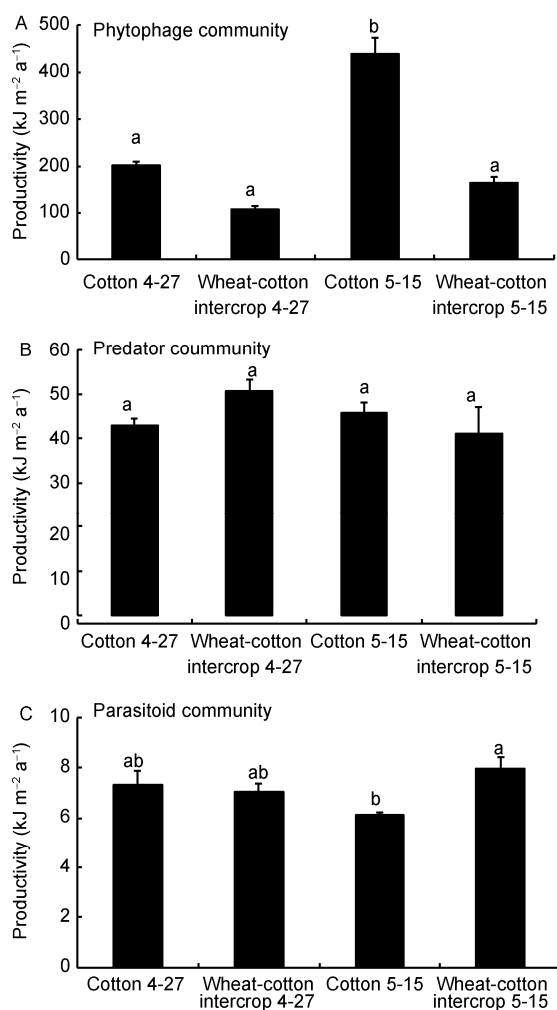 A
Phytophage community
Productivity (kJ m⁻² a⁻¹)
500
400
300
200
100
0
a
a
b
a
Cotton 4-27
Wheat-cotton
intercrop 4-27
Cotton 5-15
Wheat-cotton
intercrop 5-15
B
Predator coummunity
Productivity (kJ m⁻² a⁻¹)
60
50
40
30
20
10
0
a
a
a
a
Cotton 4-27
Wheat-cotton
intercrop 4-27
Cotton 5-15
Wheat-cotton
intercrop 5-15
C
Parasitoid community
Productivity (kJ m⁻² a⁻¹)
10
8
6
4
2
0
ab
ab
b
a
Cotton 4-27
Wheat-cotton
intercrop 4-27
Cotton 5-15
Wheat-cotton
intercrop 5-15